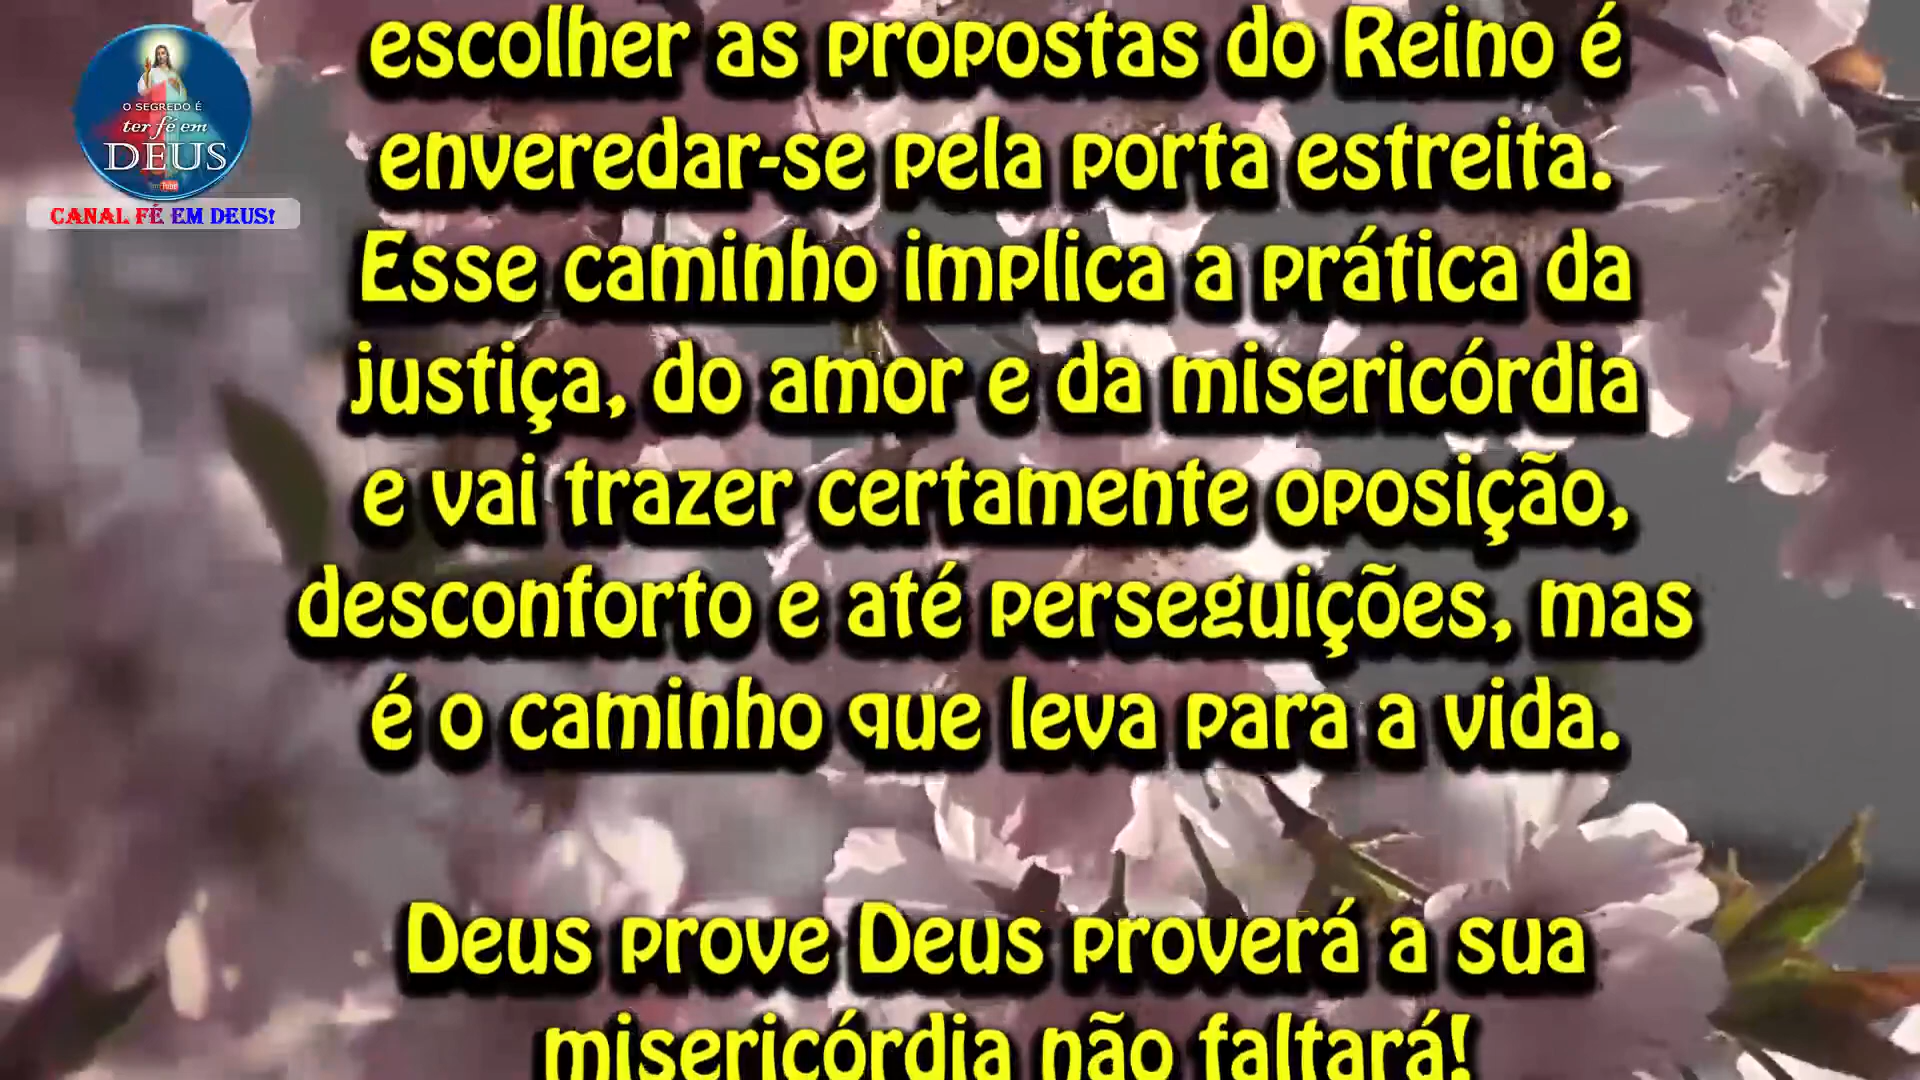 O SEGREDO É
ter fé em
DEUS
CANAL FÉ EM DEUS!
escolher as propostas do Reino é
enveredar-se pela porta estreita.
Esse caminho implica a prática da
justiça, do amor e da misericórdia
e vai trazer certamente oposição,
desconforto e até perseguições, mas
é o caminho que leva para a vida.
Deus prove Deus proverá a sua
misericórdia não faltará!